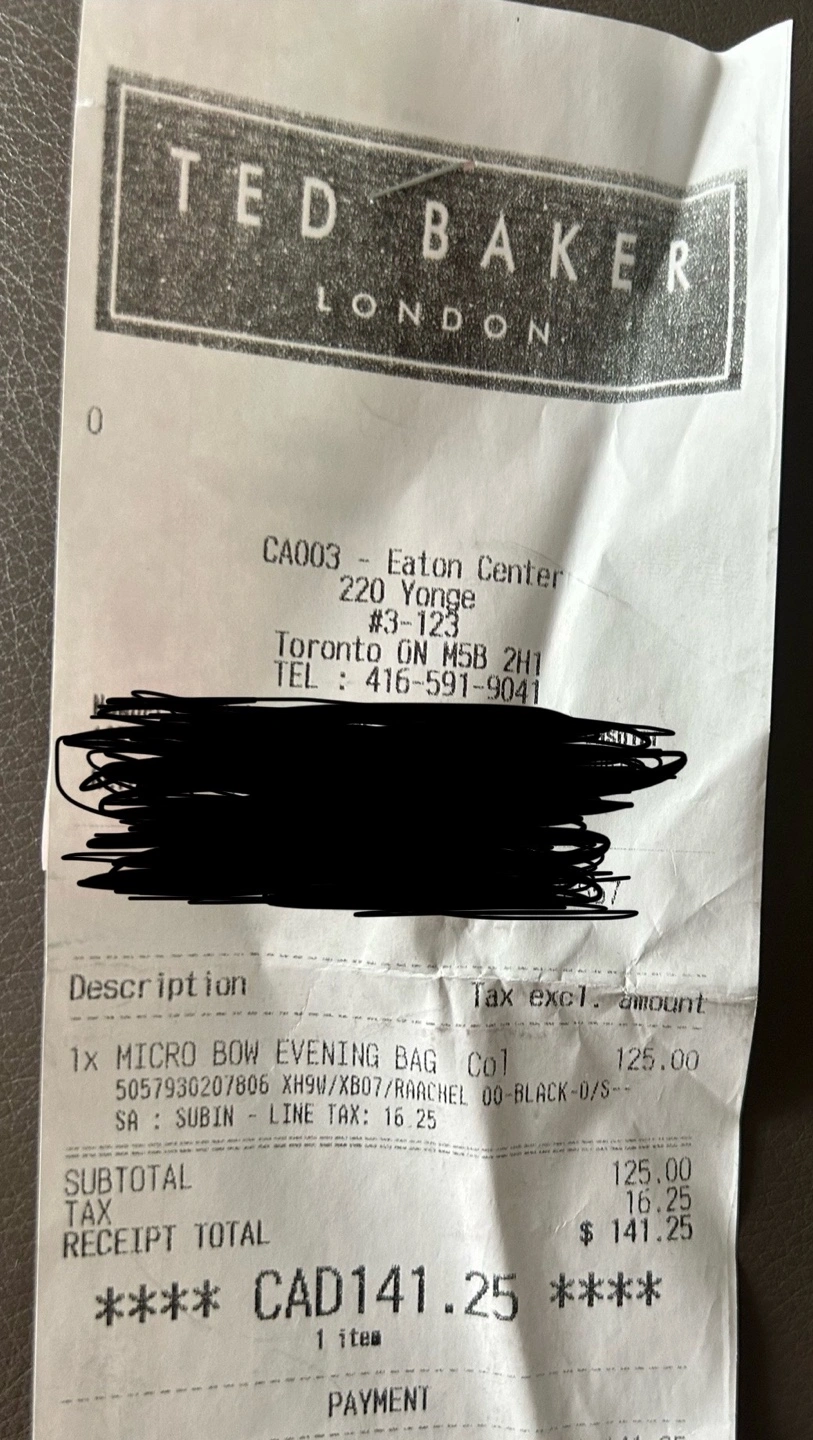 TED BAKER
LONDON
0
CA003 - Eaton Center
220 Yonge
#3-123
Toronto ON M5B 2H1
TEL : 416-591-9041
Description Tax excl. amount
1x MICRO BOW EVENING BAG Col 125.00
5057930207806 XH9W/XB07/RAACHEL 00-BLACK-O/S--
SA : SUBIN - LINE TAX: 16.25
SUBTOTAL 125.00
TAX 16.25
RECEIPT TOTAL $ 141.25
**** CAD141.25 ****
1 item
PAYMENT